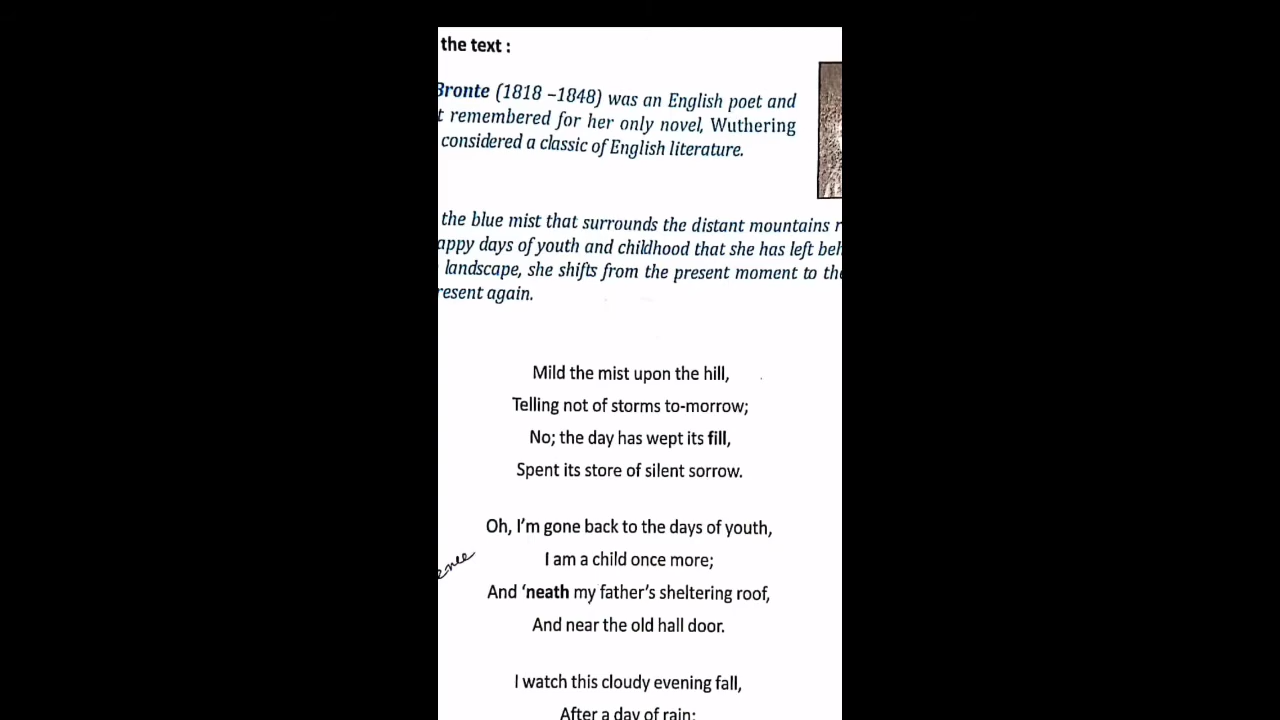 the text :
Bronte (1818 –1848) was an English poet and
t remembered for her only novel, Wuthering
considered a classic of English literature.
the blue mist that surrounds the distant mountains r
appy days of youth and childhood that she has left beh
landscape, she shifts from the present moment to the
resent again.
Mild the mist upon the hill,
Telling not of storms to-morrow;
No; the day has wept its fill,
Spent its store of silent sorrow.
Oh, I'm gone back to the days of youth,
I am a child once more;
And ‘neath my father's sheltering roof,
And near the old hall door.
I watch this cloudy evening fall,
After a day of rain;